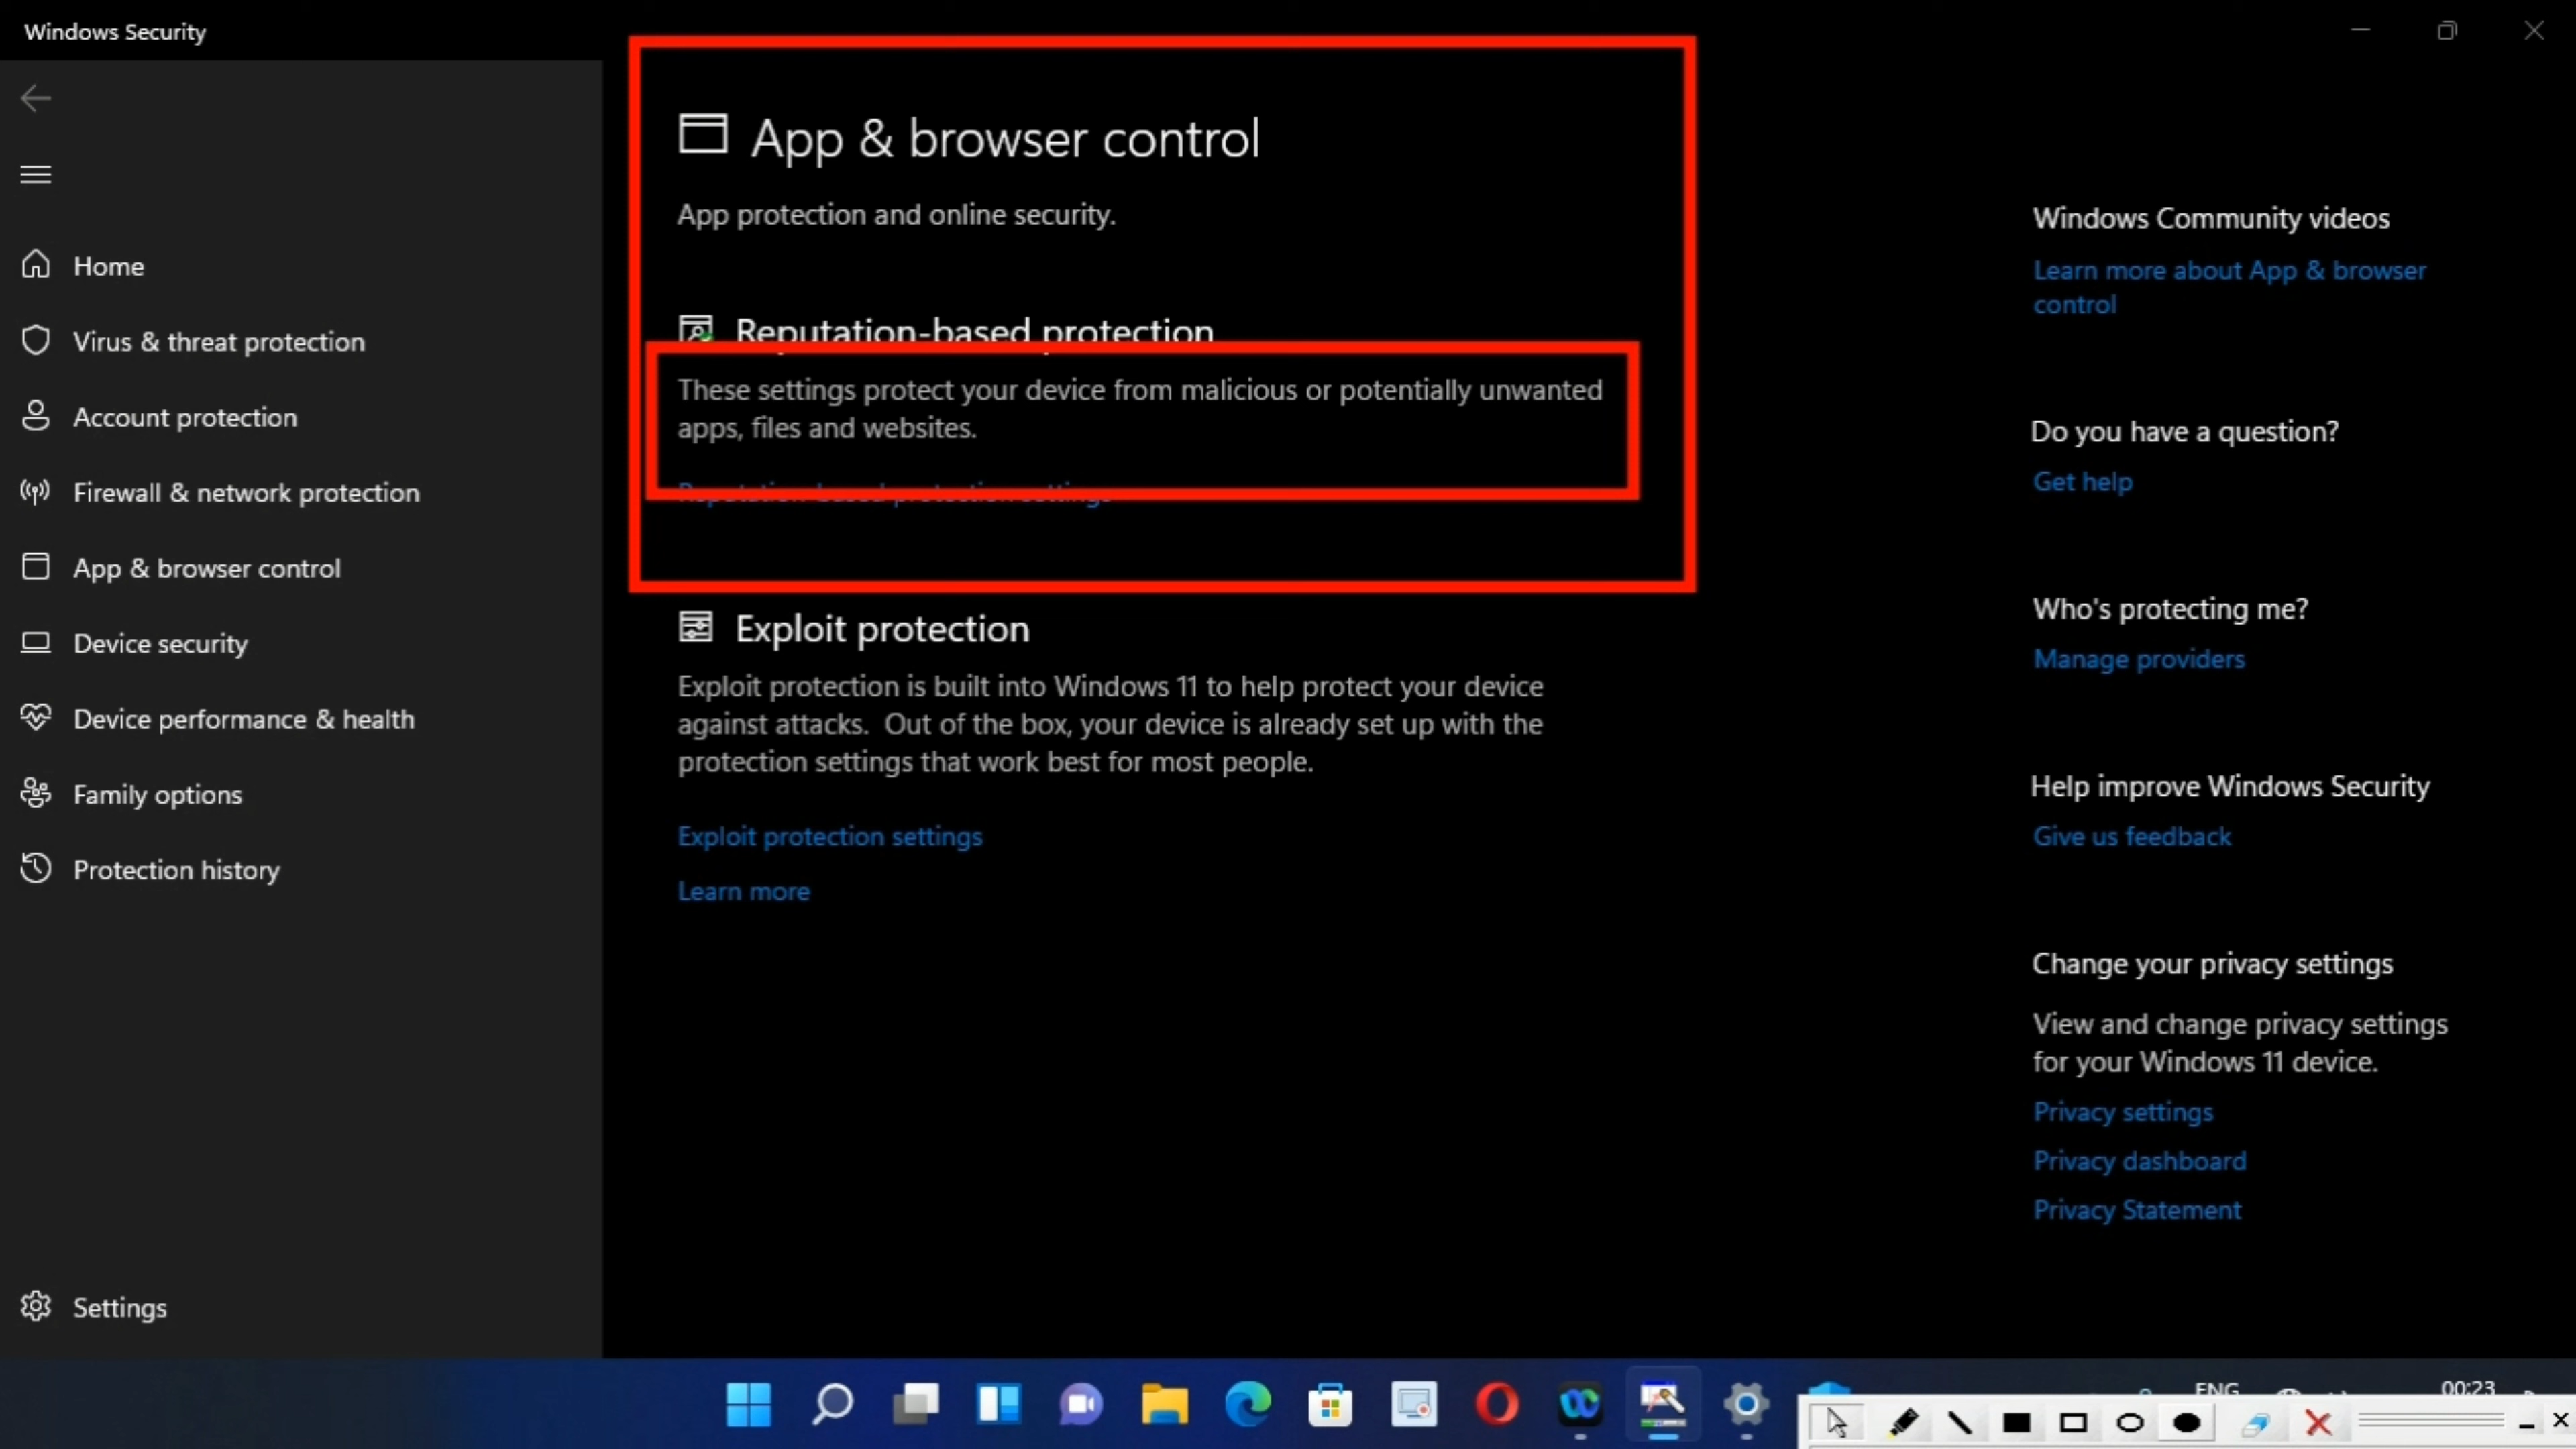 Windows Security
Home
Virus & threat protection
Account protection
Firewall & network protection
App & browser control
Device security
Device performance & health
Family options
Protection history
Settings
App & browser control
App protection and online security.
Reputation-based protection
These settings protect your device from malicious or potentially unwanted
apps, files and websites.
Reputation-based protection settings
Exploit protection
Exploit protection is built into Windows 11 to help protect your device
against attacks.  Out of the box, your device is already set up with the
protection settings that work best for most people.
Exploit protection settings
Learn more
Windows Community videos
Learn more about App & browser
control
Do you have a question?
Get help
Who's protecting me?
Manage providers
Help improve Windows Security
Give us feedback
Change your privacy settings
View and change privacy settings
for your Windows 11 device.
Privacy settings
Privacy dashboard
Privacy Statement
ENG
00:23